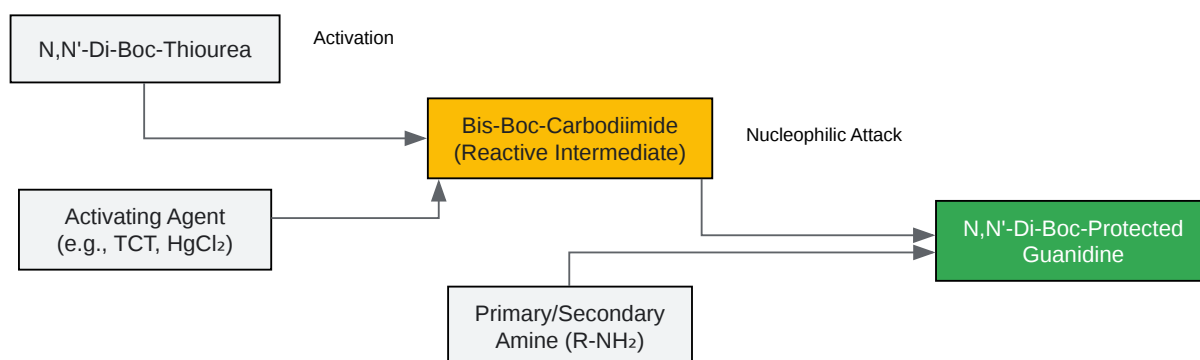 N,N'-Di-Boc-Thiourea
Activation
Bis-Boc-Carbodiimide
(Reactive Intermediate)
Nucleophilic Attack
Activating Agent
(e.g., TCT, HgCl₂)
N,N'-Di-Boc-Protected
Guanidine
Primary/Secondary
Amine (R-NH₂)